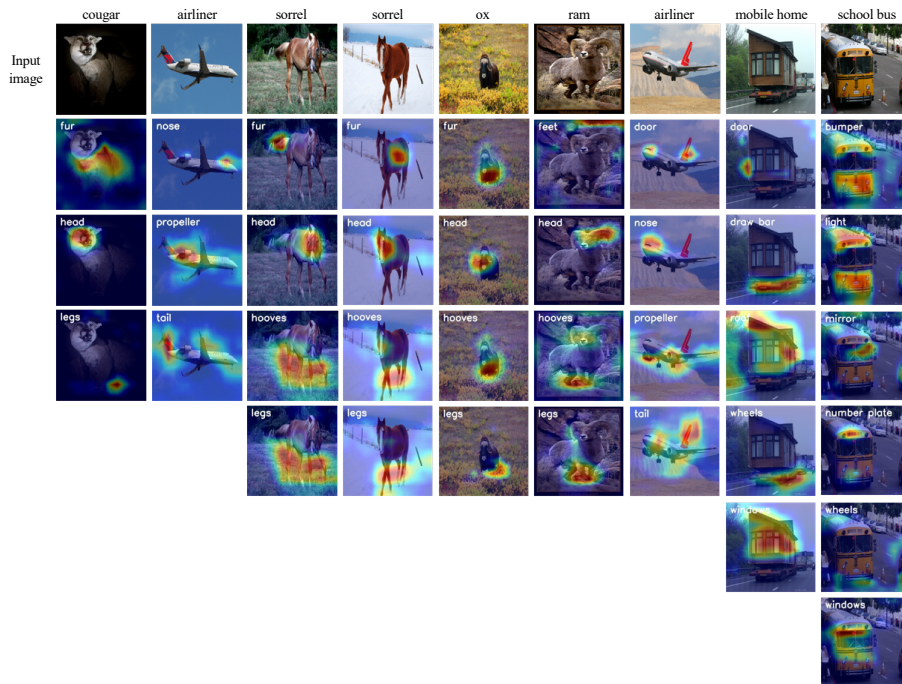 cougar airliner sorrel sorrel ox ram airliner mobile home school bus
Input
image
fur nose fur fur fur feet door door bumper
head propeller head head head head nose draw bar light
legs tail hooves hooves hooves hooves propeller roof mirror
legs legs legs legs tail wheels number plate
windows wheels
windows